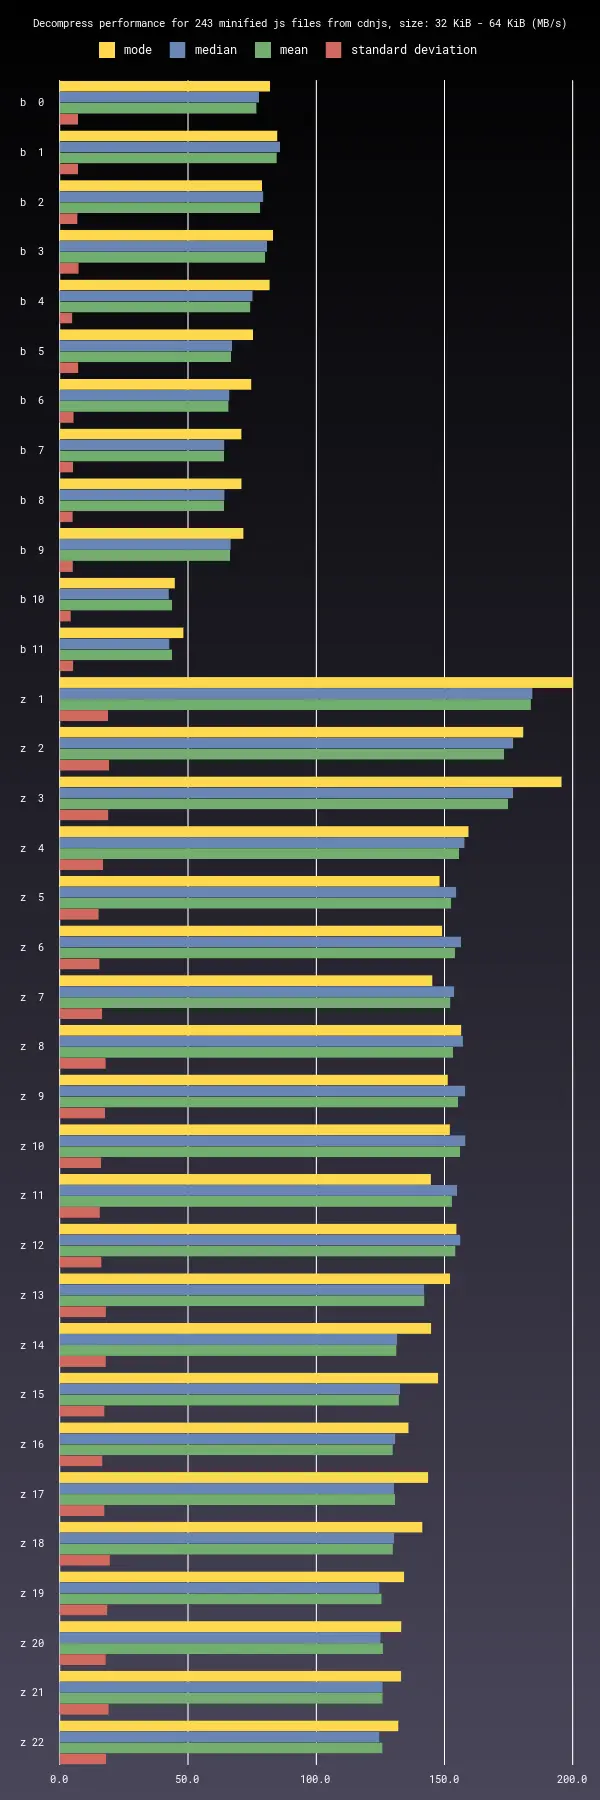 Decompress performance for 243 minified js files from cdnjs, size: 32 KiB - 64 KiB (MB/s)
mode median mean standard deviation
b 0
b 1
b 2
b 3
b 4
b 5
b 6
b 7
b 8
b 9
b 10
b 11
z 1
z 2
z 3
z 4
z 5
z 6
z 7
z 8
z 9
z 10
z 11
z 12
z 13
z 14
z 15
z 16
z 17
z 18
z 19
z 20
z 21
z 22
0.0 50.0 100.0 150.0 200.0